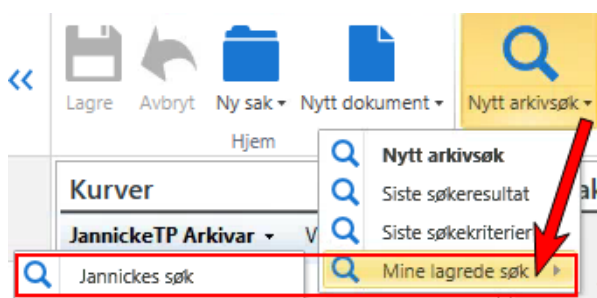 Lagre Avbryt Ny sak Nytt dokument Nytt arkivsøk
Hjem
Nytt arkivsøk
Siste søkeresultat
Siste søkekriterier
Mine lagrede søk
Kurver
JannickeTP Arkivar
Jannickes søk